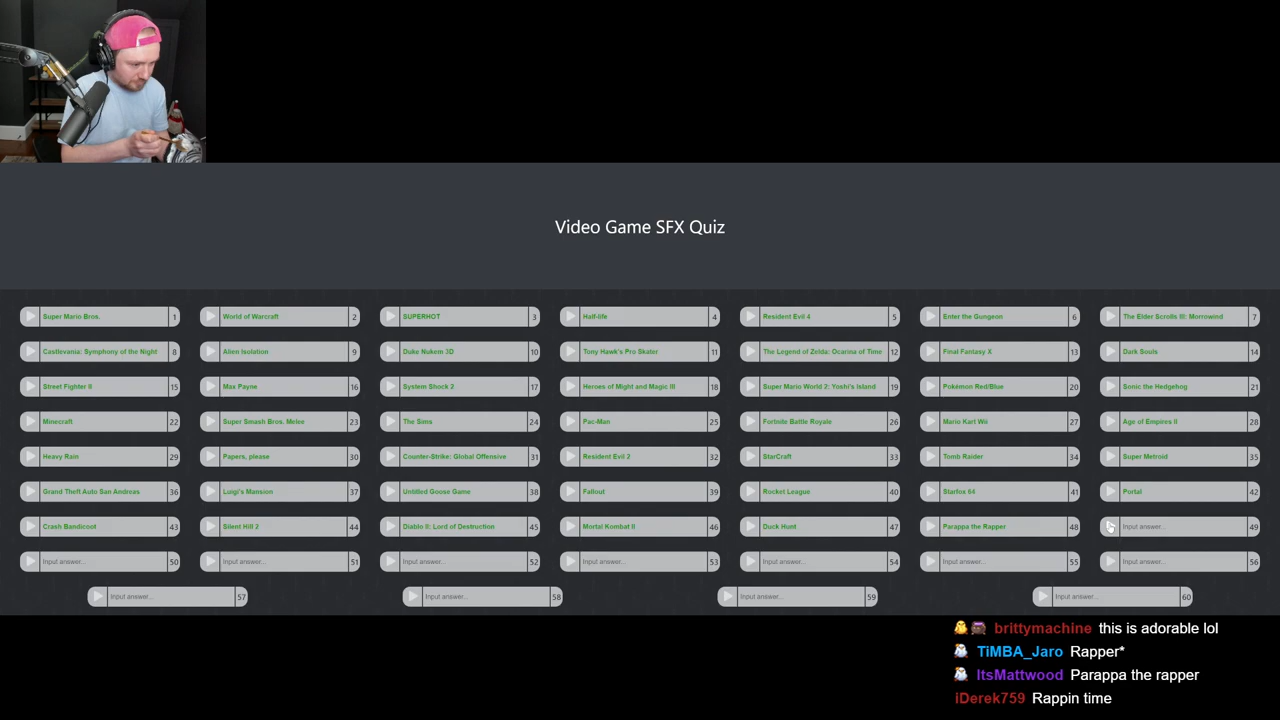 Video Game SFX Quiz
Super Mario Bros. 1 World of Warcraft 2 SUPERHOT 3 Half-life 4 Resident Evil 4 5 Enter the Gungeon 6 The Elder Scrolls III: Morrowind 7
Castlevania: Symphony of the Night 8 Alien Isolation 9 Duke Nukem 3D 10 Tony Hawk's Pro Skater 11 The Legend of Zelda: Ocarina of Time 12 Final Fantasy X 13 Dark Souls 14
Street Fighter II 15 Max Payne 16 System Shock 2 17 Heroes of Might and Magic III 18 Super Mario World 2: Yoshi's Island 19 Pokémon Red/Blue 20 Sonic the Hedgehog 21
Minecraft 22 Super Smash Bros. Melee 23 The Sims 24 Pac-Man 25 Fortnite Battle Royale 26 Mario Kart Wii 27 Age of Empires II 28
Heavy Rain 29 Papers, please 30 Counter-Strike: Global Offensive 31 Resident Evil 2 32 StarCraft 33 Tomb Raider 34 Super Metroid 35
Grand Theft Auto San Andreas 36 Luigi's Mansion 37 Untitled Goose Game 38 Fallout 39 Rocket League 40 Starfox 64 41 Portal 42
Crash Bandicoot 43 Silent Hill 2 44 Diablo II: Lord of Destruction 45 Mortal Kombat II 46 Duck Hunt 47 Parappa the Rapper 48 Input answer... 49
Input answer... 50 Input answer... 51 Input answer... 52 Input answer... 53 Input answer... 54 Input answer... 55 Input answer... 56
Input answer... 57 Input answer... 58 Input answer... 59 Input answer... 60
brittymachine this is adorable lol
TiMBA_Jaro Rapper*
ItsMattwood Parappa the rapper
iDerek759 Rappin time